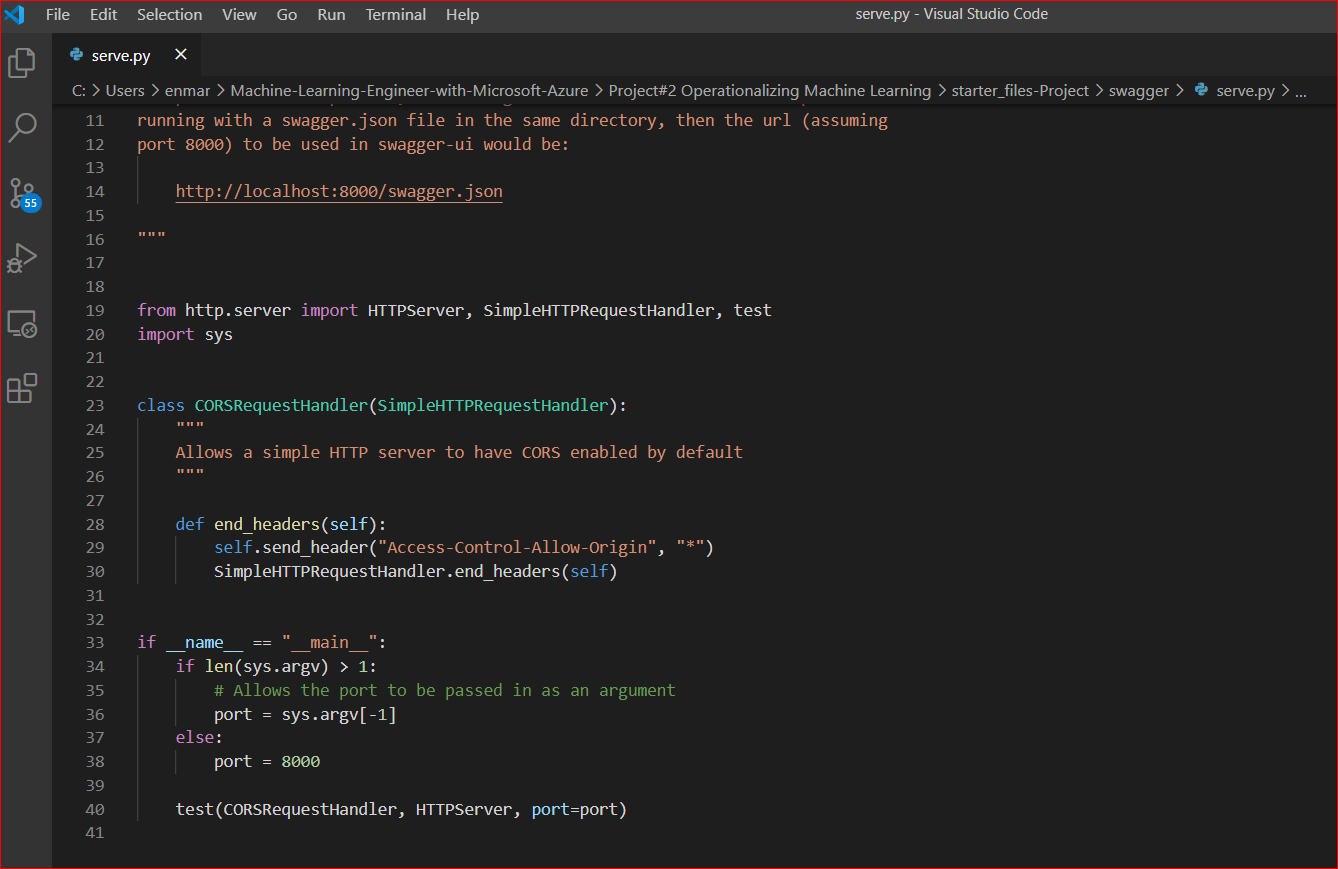 File Edit Selection View Go Run Terminal Help serve.py - Visual Studio Code
serve.py ×
C: > Users > enmar > Machine-Learning-Engineer-with-Microsoft-Azure > Project#2 Operationalizing Machine Learning > starter_files-Project > swagger > serve.py > ...
11 running with a swagger.json file in the same directory, then the url (assuming
12 port 8000) to be used in swagger-ui would be:
13
14     http://localhost:8000/swagger.json
15
16 """
17
18
19 from http.server import HTTPServer, SimpleHTTPRequestHandler, test
20 import sys
21
22
23 class CORSRequestHandler(SimpleHTTPRequestHandler):
24     """
25     Allows a simple HTTP server to have CORS enabled by default
26     """
27
28     def end_headers(self):
29         self.send_header("Access-Control-Allow-Origin", "*")
30         SimpleHTTPRequestHandler.end_headers(self)
31
32
33 if __name__ == "__main__":
34     if len(sys.argv) > 1:
35         # Allows the port to be passed in as an argument
36         port = sys.argv[-1]
37     else:
38         port = 8000
39
40     test(CORSRequestHandler, HTTPServer, port=port)
41
55